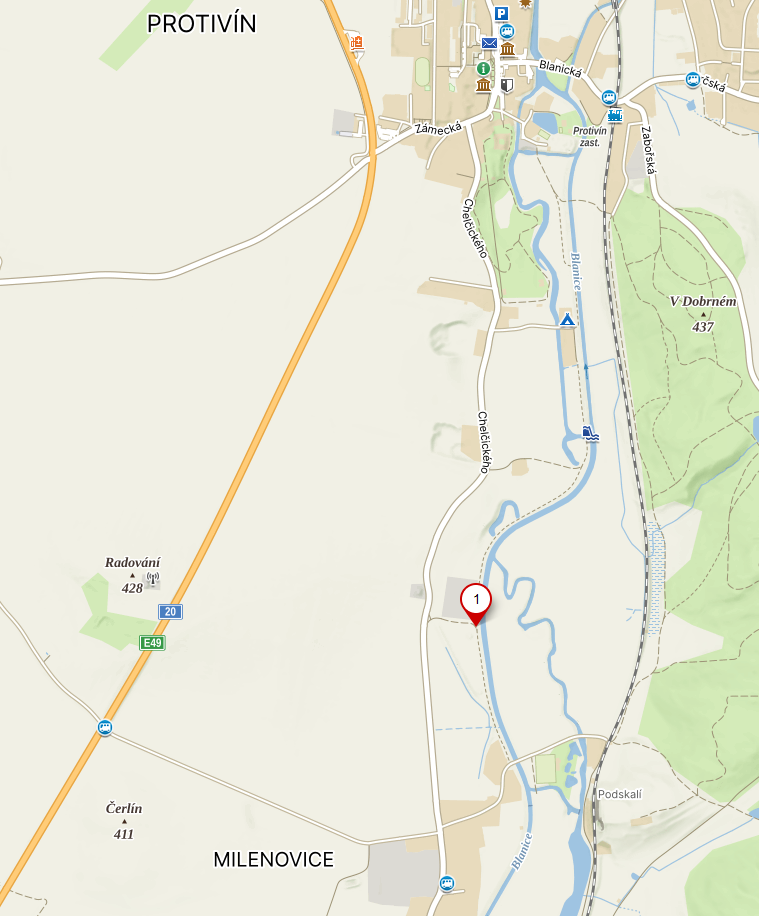 P
PROTIVÍN
Blanická
Zámecká
Protivín
zast.
Zabořská
Chelčického
Blanice
V Dobrném
437
Chelčického
Radování
428
20
1
E49
Čerlín
411
Podskalí
MILENOVICE
Blanice